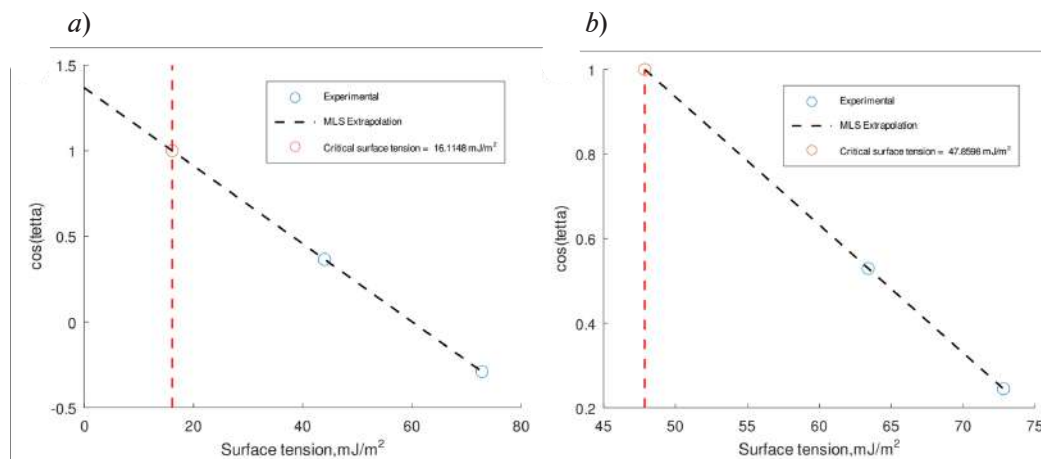 a)
1.5
1
0.5
0
-0.5
0
20
40
60
80
cos(tetta)
Surface tension,mJ/m²
Experimental
MLS Extrapolation
Critical surface tension = 16.1148 mJ/m²
b)
1
0.8
0.6
0.4
0.2
45
50
55
60
65
70
75
cos(tetta)
Surface tension,mJ/m²
Experimental
MLS Extrapolation
Critical surface tension = 47.8598 mJ/m²